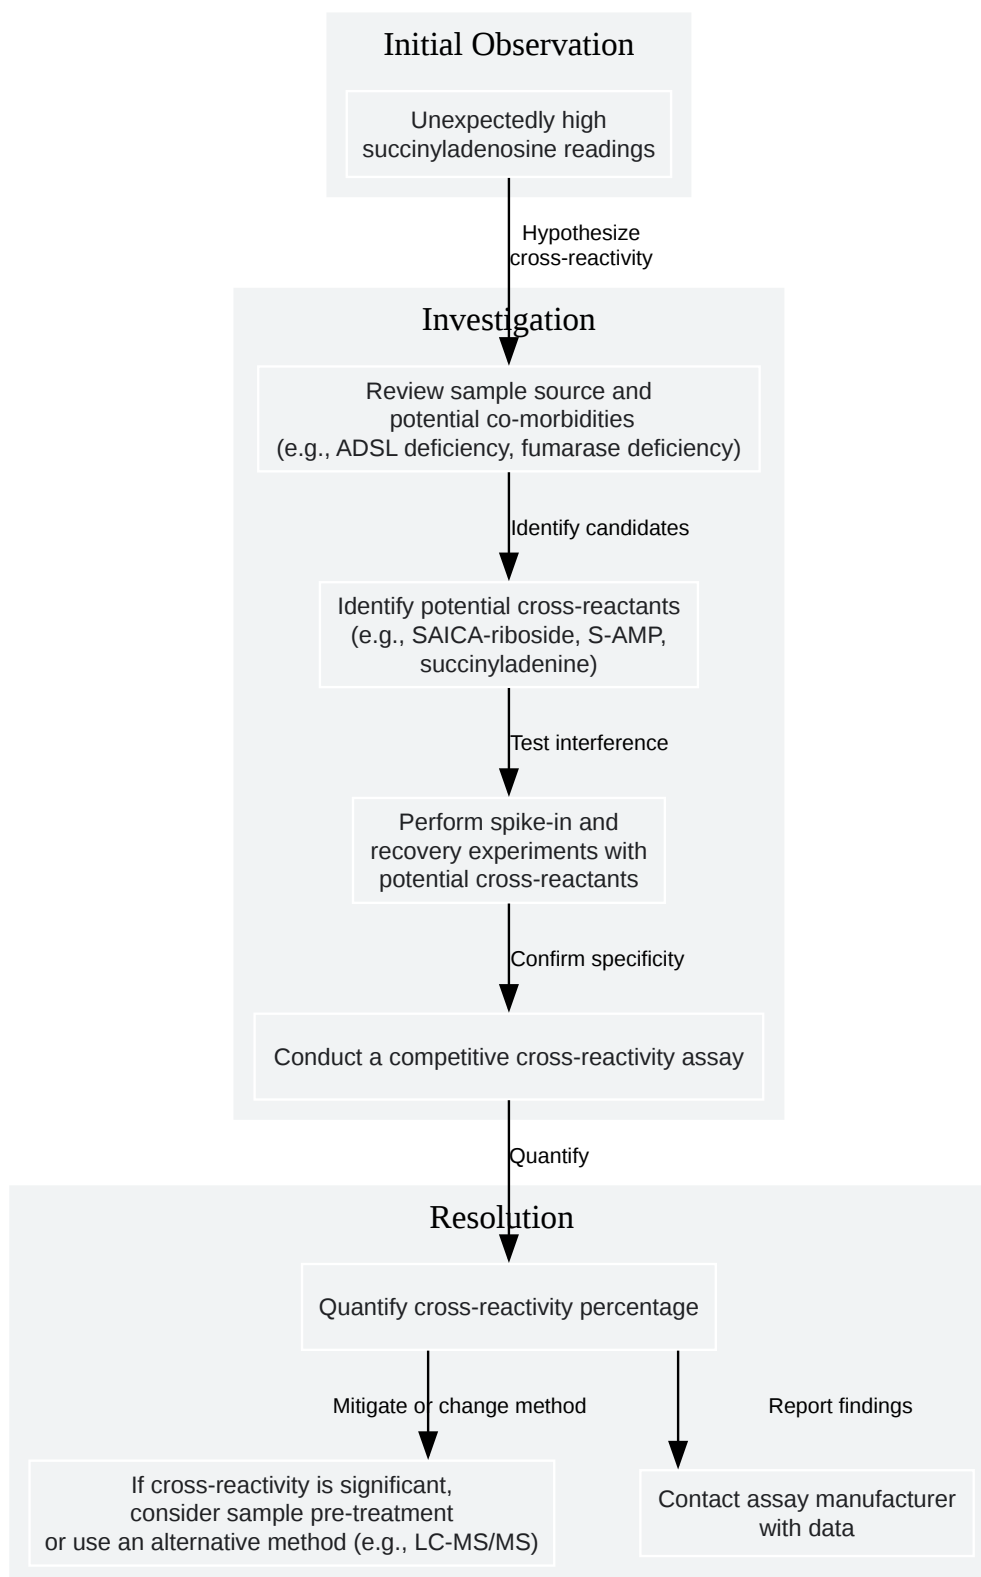 Initial Observation
Unexpectedly high
succinyladenosine readings
Hypothesize
cross-reactivity
Investigation
Review sample source and
potential co-morbidities
(e.g., ADSL deficiency, fumarase deficiency)
Identify candidates
Identify potential cross-reactants
(e.g., SAICA-riboside, S-AMP,
succinyladenine)
Test interference
Perform spike-in and
recovery experiments with
potential cross-reactants
Confirm specificity
Conduct a competitive cross-reactivity assay
Quantify
Resolution
Quantify cross-reactivity percentage
Mitigate or change method
Report findings
If cross-reactivity is significant,
consider sample pre-treatment
or use an alternative method (e.g., LC-MS/MS)
Contact assay manufacturer
with data